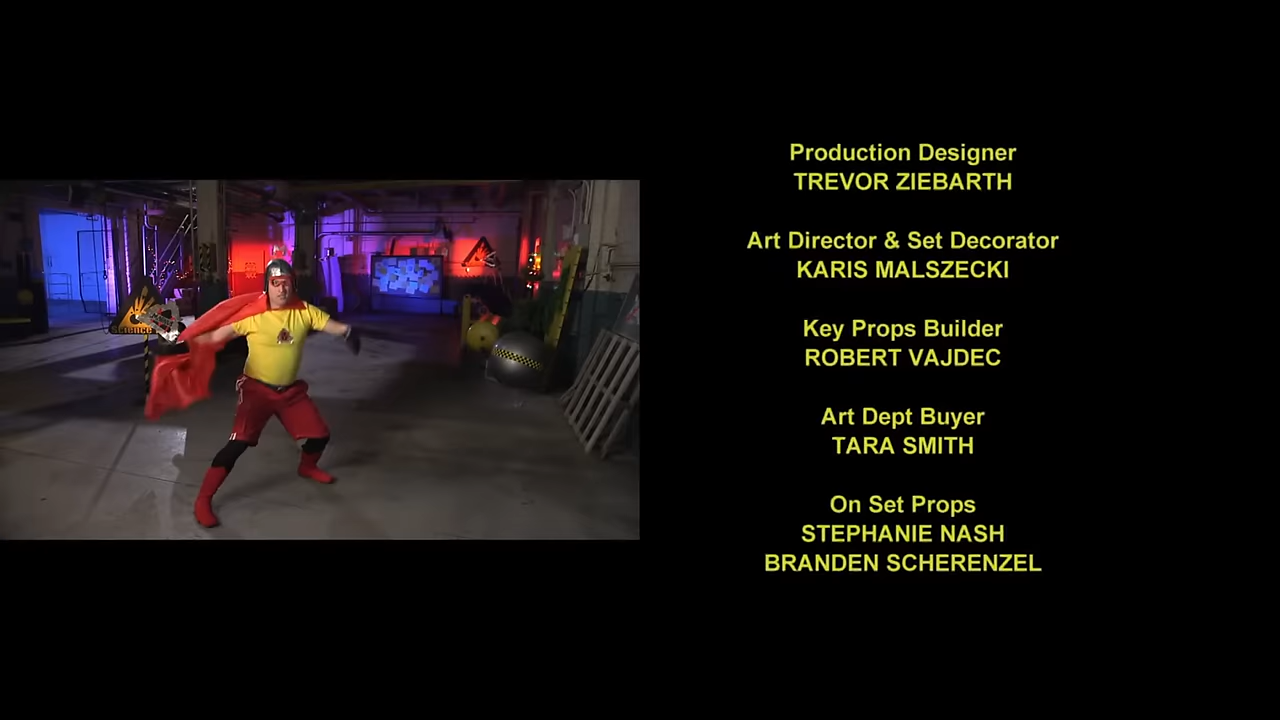 Science
Production Designer
TREVOR ZIEBARTH
Art Director & Set Decorator
KARIS MALSZECKI
Key Props Builder
ROBERT VAJDEC
Art Dept Buyer
TARA SMITH
On Set Props
STEPHANIE NASH
BRANDEN SCHERENZEL